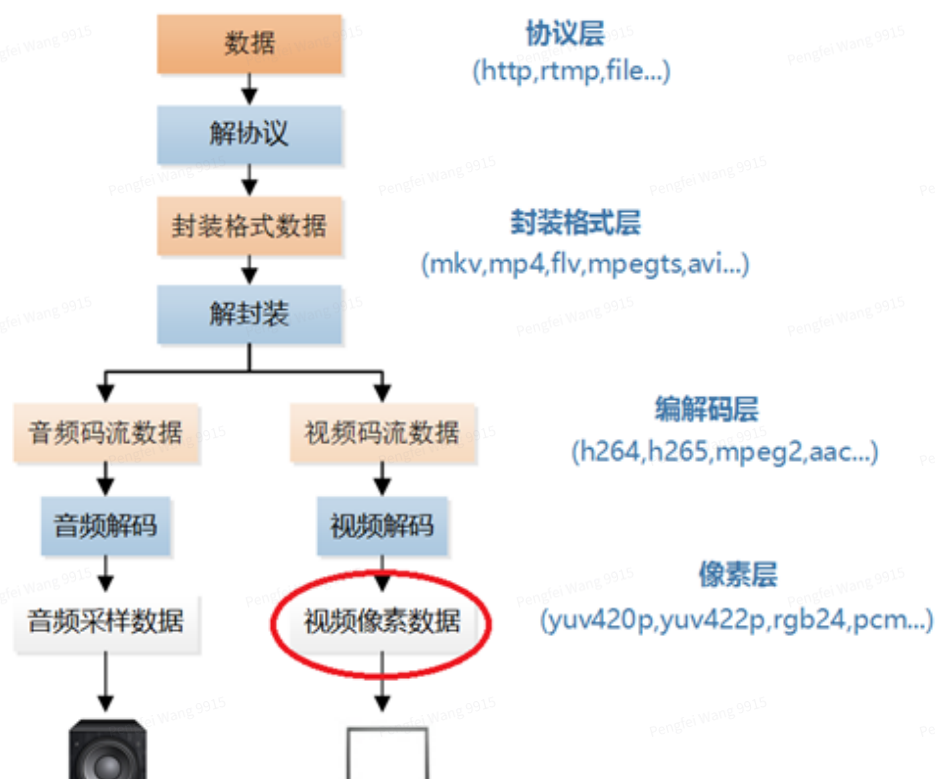 数据
协议层
(http,rtmp,file...)
解协议
封装格式数据
封装格式层
(mkv,mp4,flv,mpegts,avi...)
解封装
音频码流数据
视频码流数据
编解码层
(h264,h265,mpeg2,aac...)
音频解码
视频解码
音频采样数据
视频像素数据
像素层
(yuv420p,yuv422p,rgb24,pcm...)
Pengfei Wang 9915